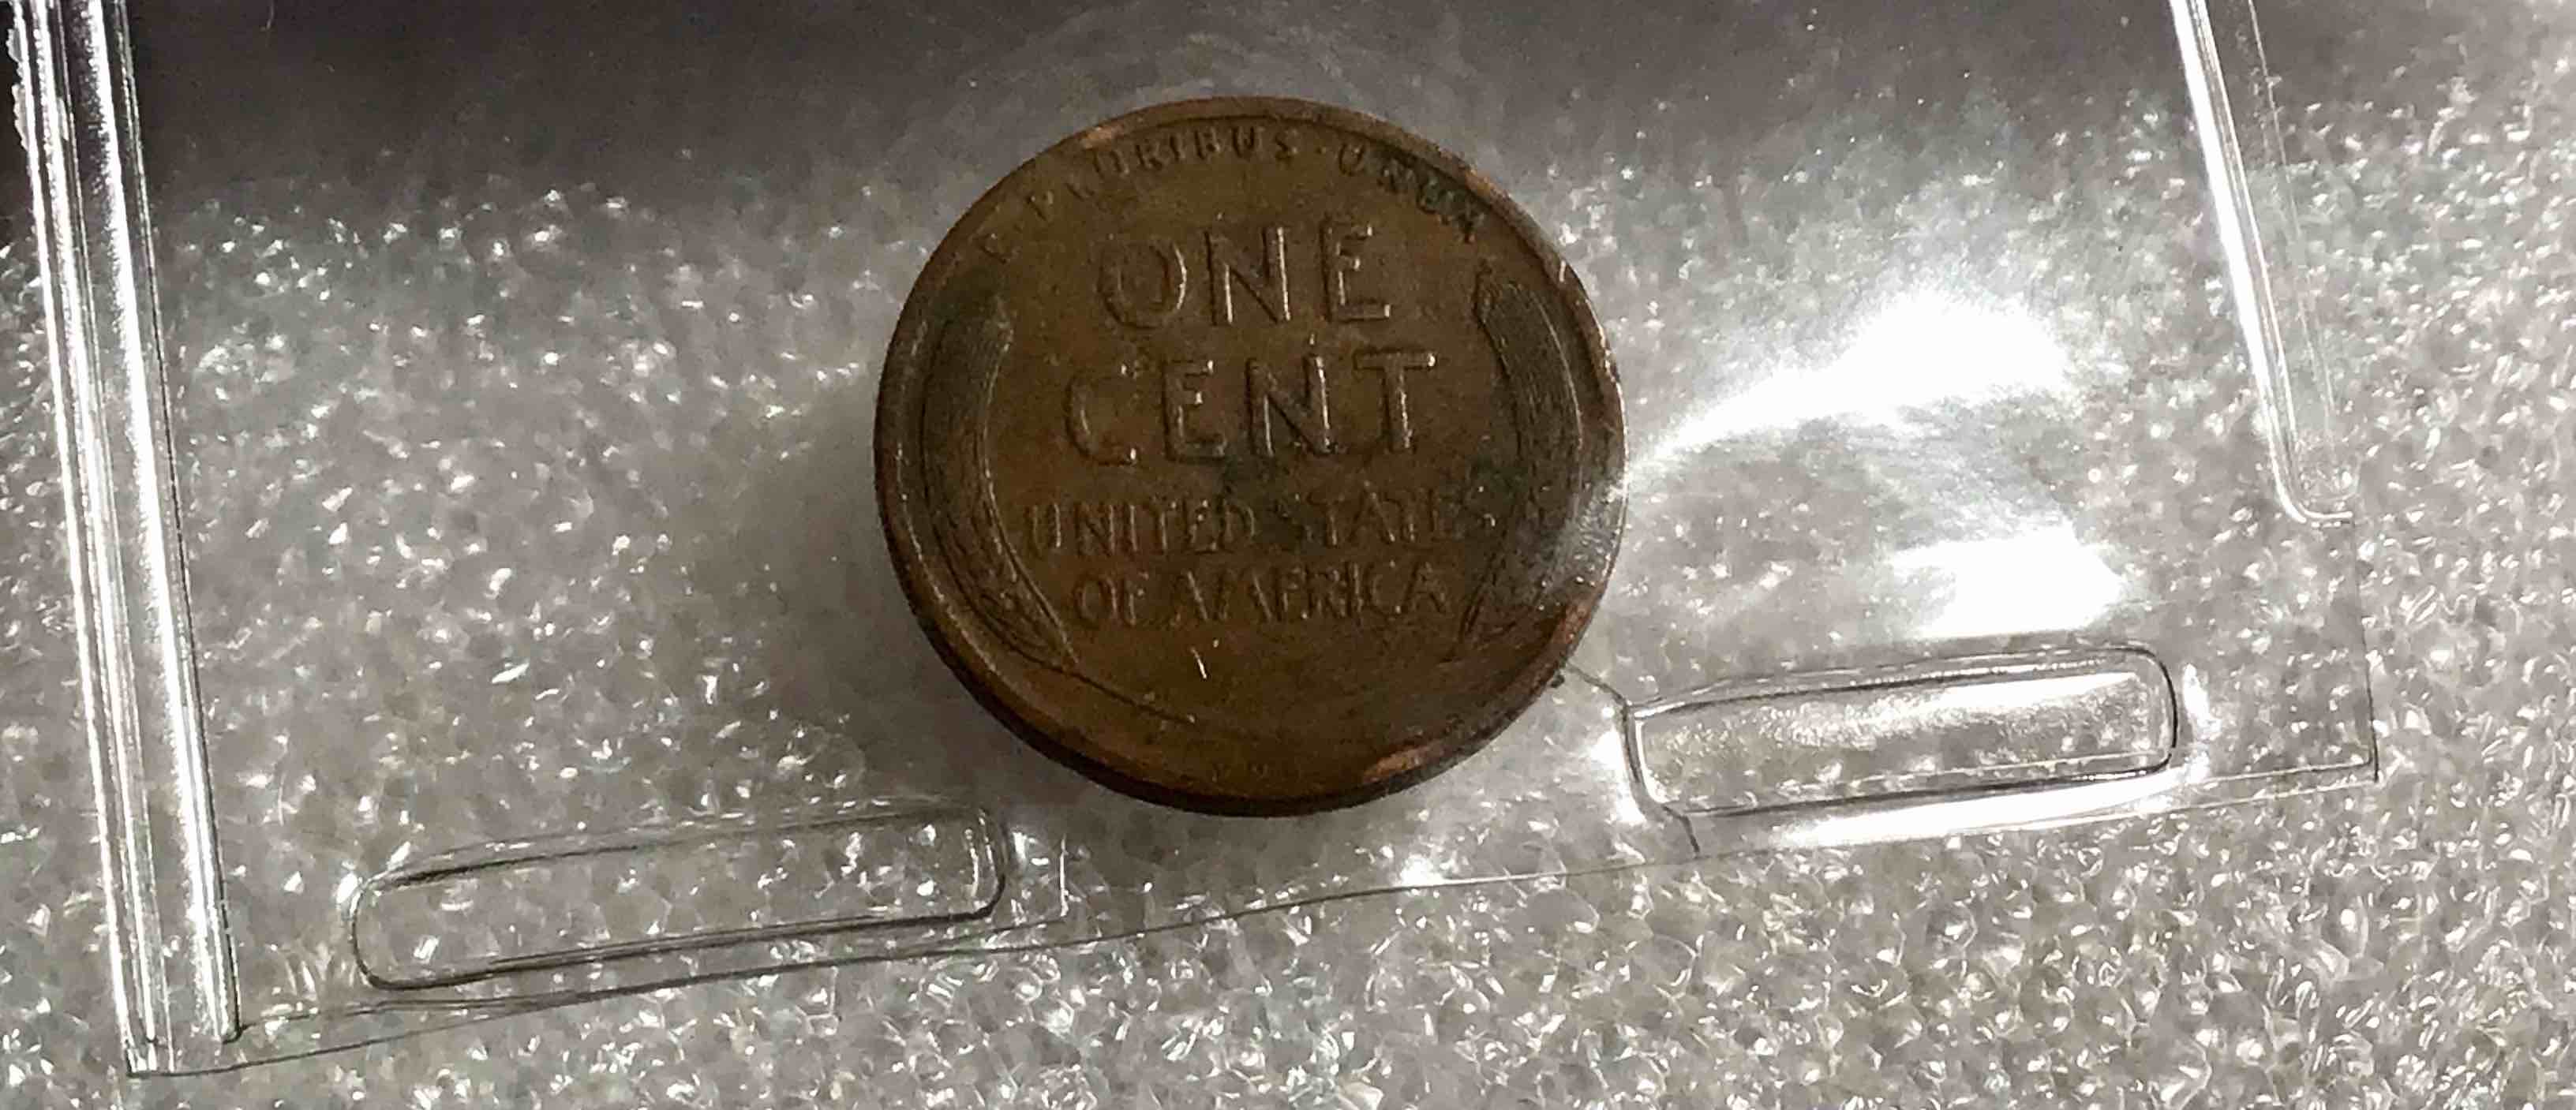 E · PLURIBUS · UNUM
ONE
CENT
UNITED STATES
OF AMERICA